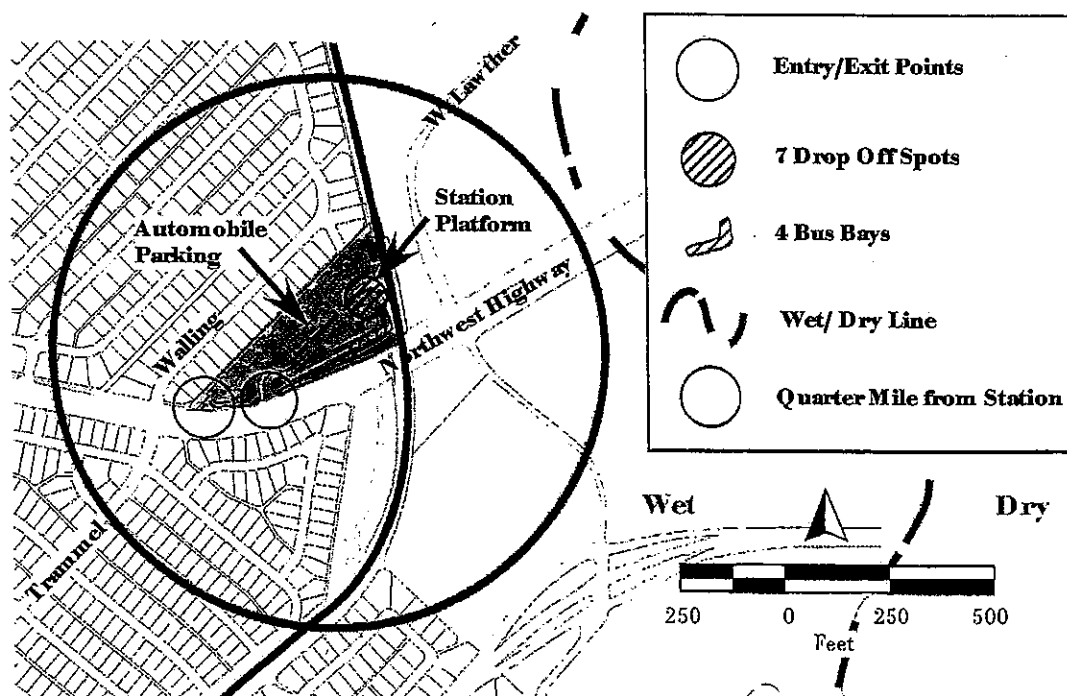 W. Lawther
Station
Platform
Automobile
Parking
Northwest Highway
Walling
Trammel
Entry/Exit Points
7 Drop Off Spots
4 Bus Bays
Wet/ Dry Line
Quarter Mile from Station
Wet
Dry
250 0 250 500
Feet